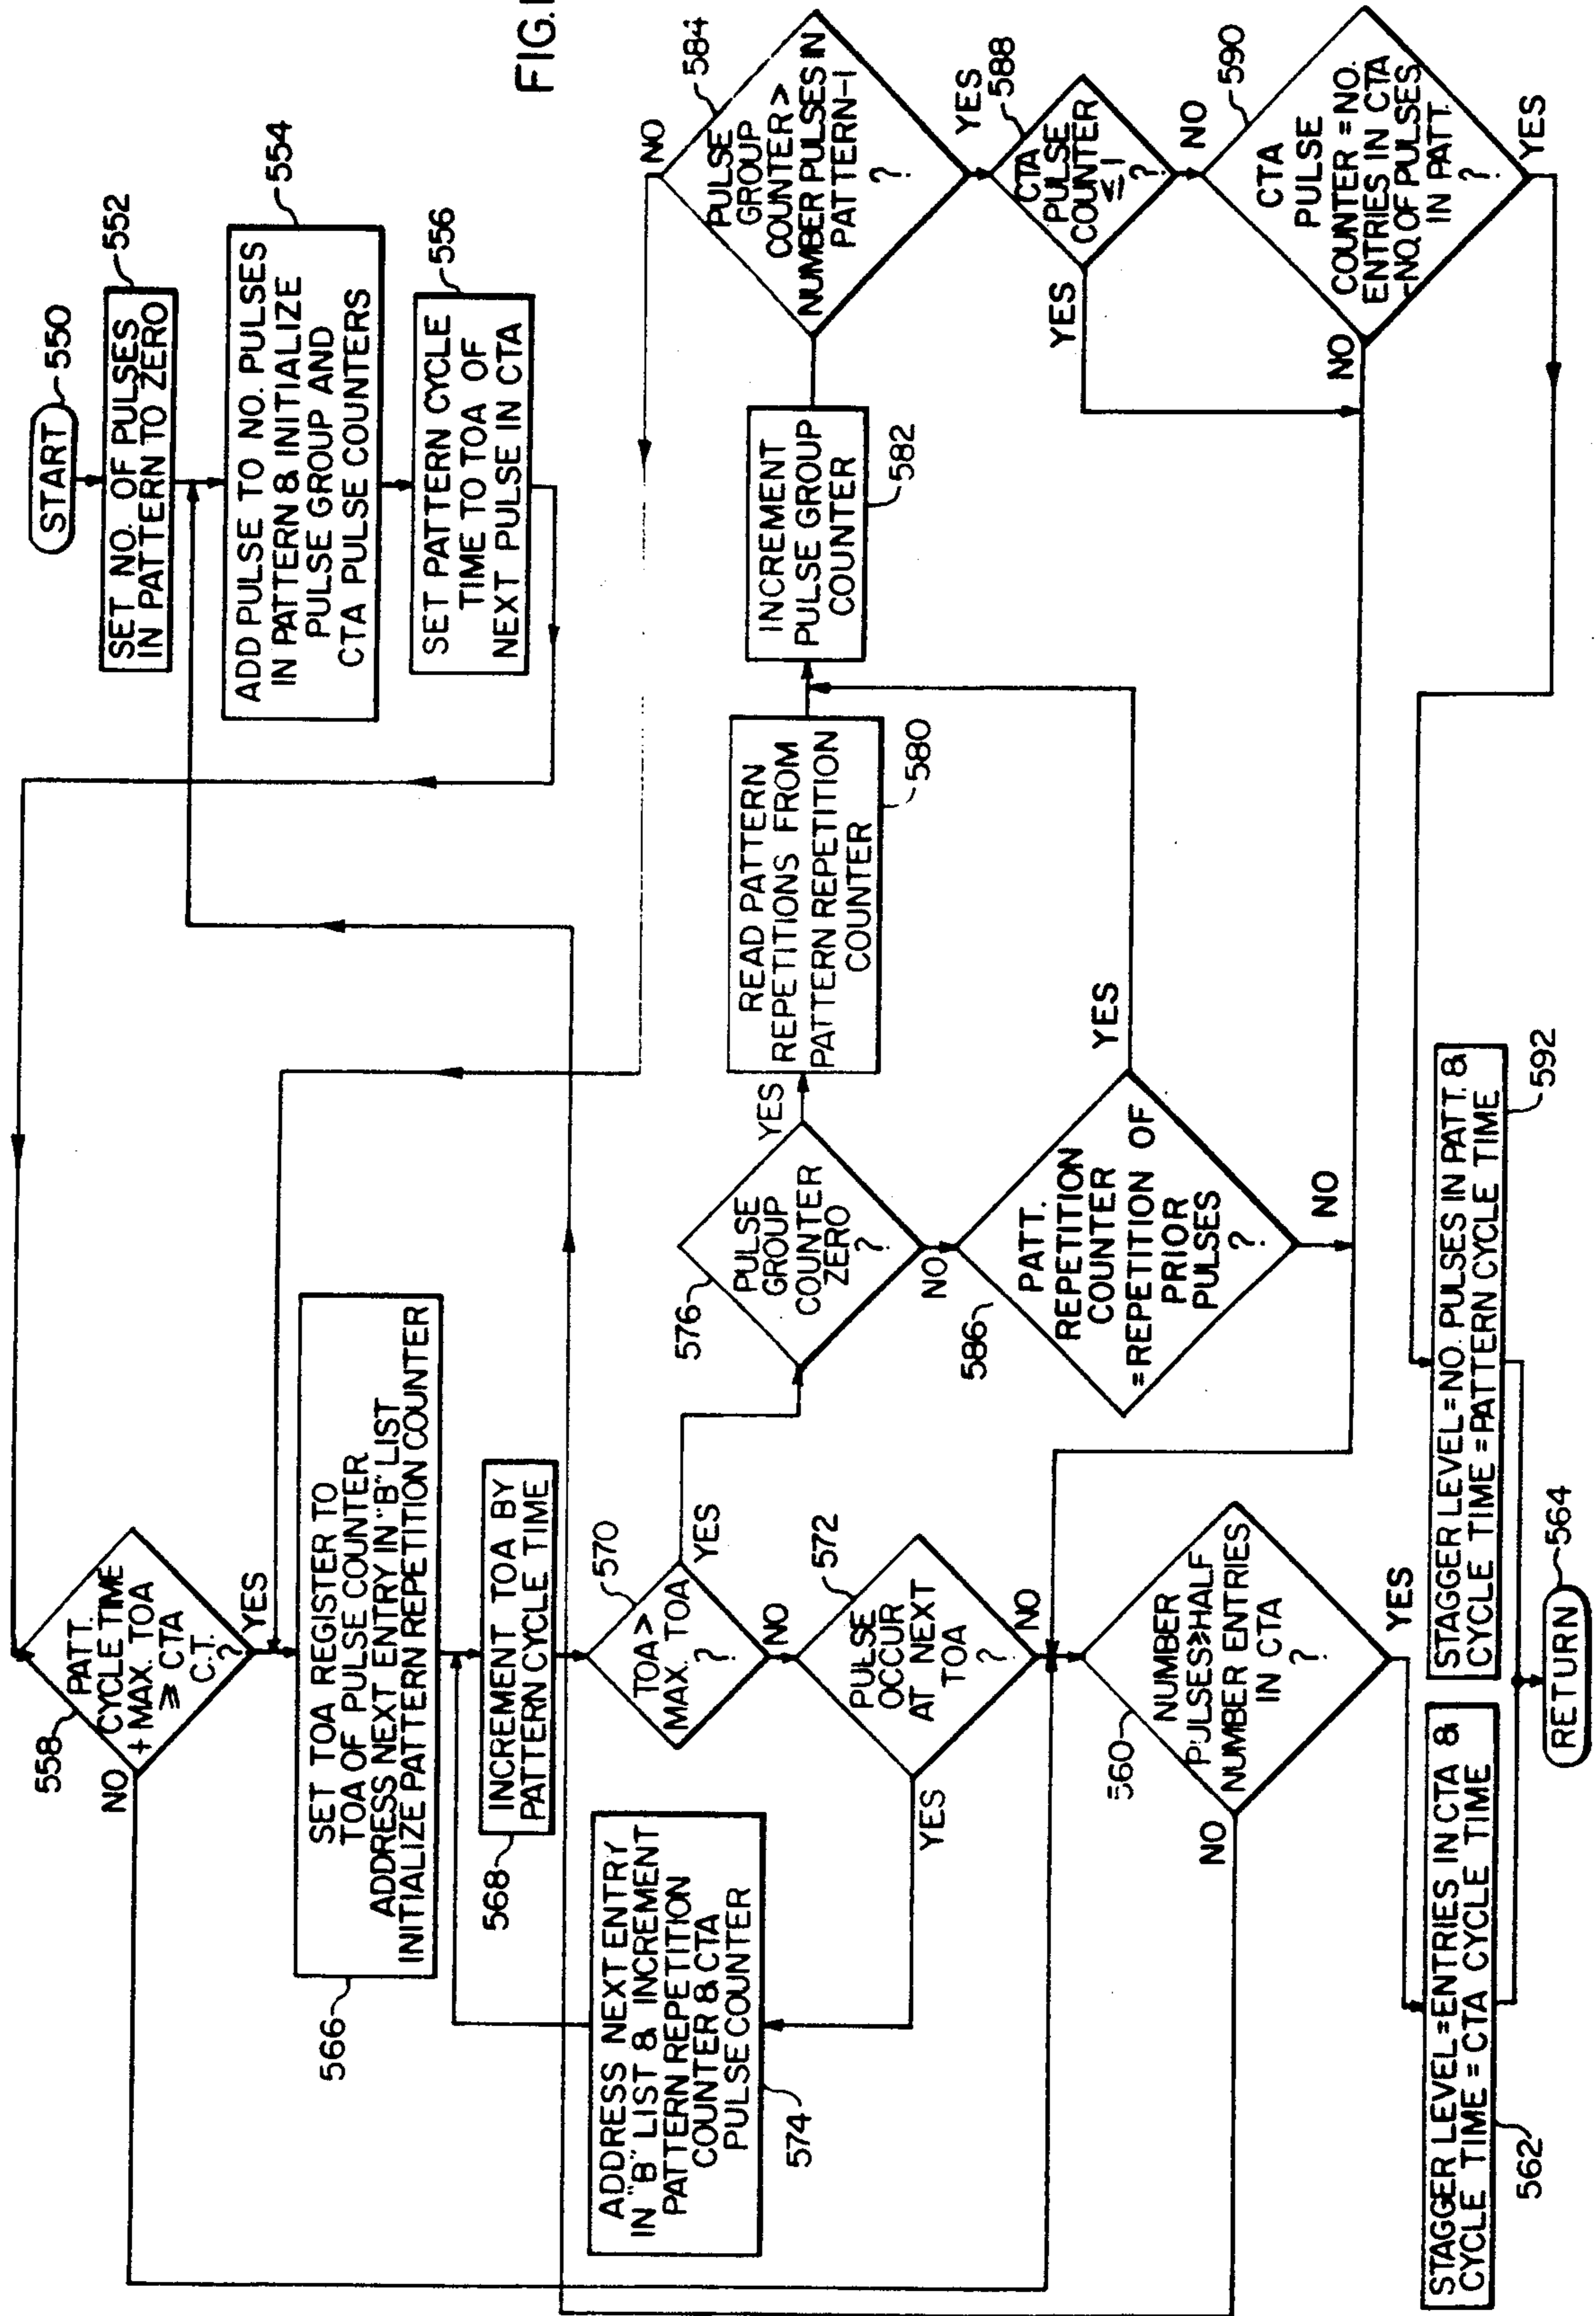 START
550
SET NO. OF PULSES
IN PATTERN TO ZERO
552
ADD PULSE TO NO. PULSES
IN PATTERN & INITIALIZE
PULSE GROUP AND
CTA PULSE COUNTERS
554
SET PATTERN CYCLE
TIME TO TOA OF
NEXT PULSE IN CTA
556
FIG.
PATT.
CYCLE TIME
+ MAX. TOA
≥ CTA
C.T.
?
558
NO
YES
SET TOA REGISTER TO
TOA OF PULSE COUNTER.
ADDRESS NEXT ENTRY IN "B" LIST
INITIALIZE PATTERN REPETITION COUNTER
566
INCREMENT TOA BY
PATTERN CYCLE TIME
568
TOA >
MAX. TOA
?
570
YES
NO
PULSE
OCCUR
AT NEXT
TOA
?
572
YES
NO
ADDRESS NEXT ENTRY
IN "B" LIST & INCREMENT
PATTERN REPETITION
COUNTER & CTA
PULSE COUNTER
574
PULSE
GROUP
COUNTER
ZERO
?
576
YES
NO
READ PATTERN
REPETITIONS FROM
PATTERN REPETITION
COUNTER
580
INCREMENT
PULSE GROUP
COUNTER
582
PULSE
GROUP
COUNTER >
NUMBER PULSES IN
PATTERN-1
?
584
NO
YES
PATT.
REPETITION
COUNTER
=REPETITION OF
PRIOR
PULSES
?
586
YES
NO
CTA
PULSE
COUNTER
≤1
?
588
YES
NO
CTA
PULSE
COUNTER = NO.
ENTRIES IN CTA
-NO. OF PULSES
IN PATT.
?
590
NO
YES
NUMBER
PULSES≥HALF
NUMBER ENTRIES
IN CTA
?
560
NO
YES
STAGGER LEVEL=ENTRIES IN CTA &
CYCLE TIME = CTA CYCLE TIME
562
STAGGER LEVEL=NO. PULSES IN PATT. &
CYCLE TIME =PATTERN CYCLE TIME
592
RETURN
564